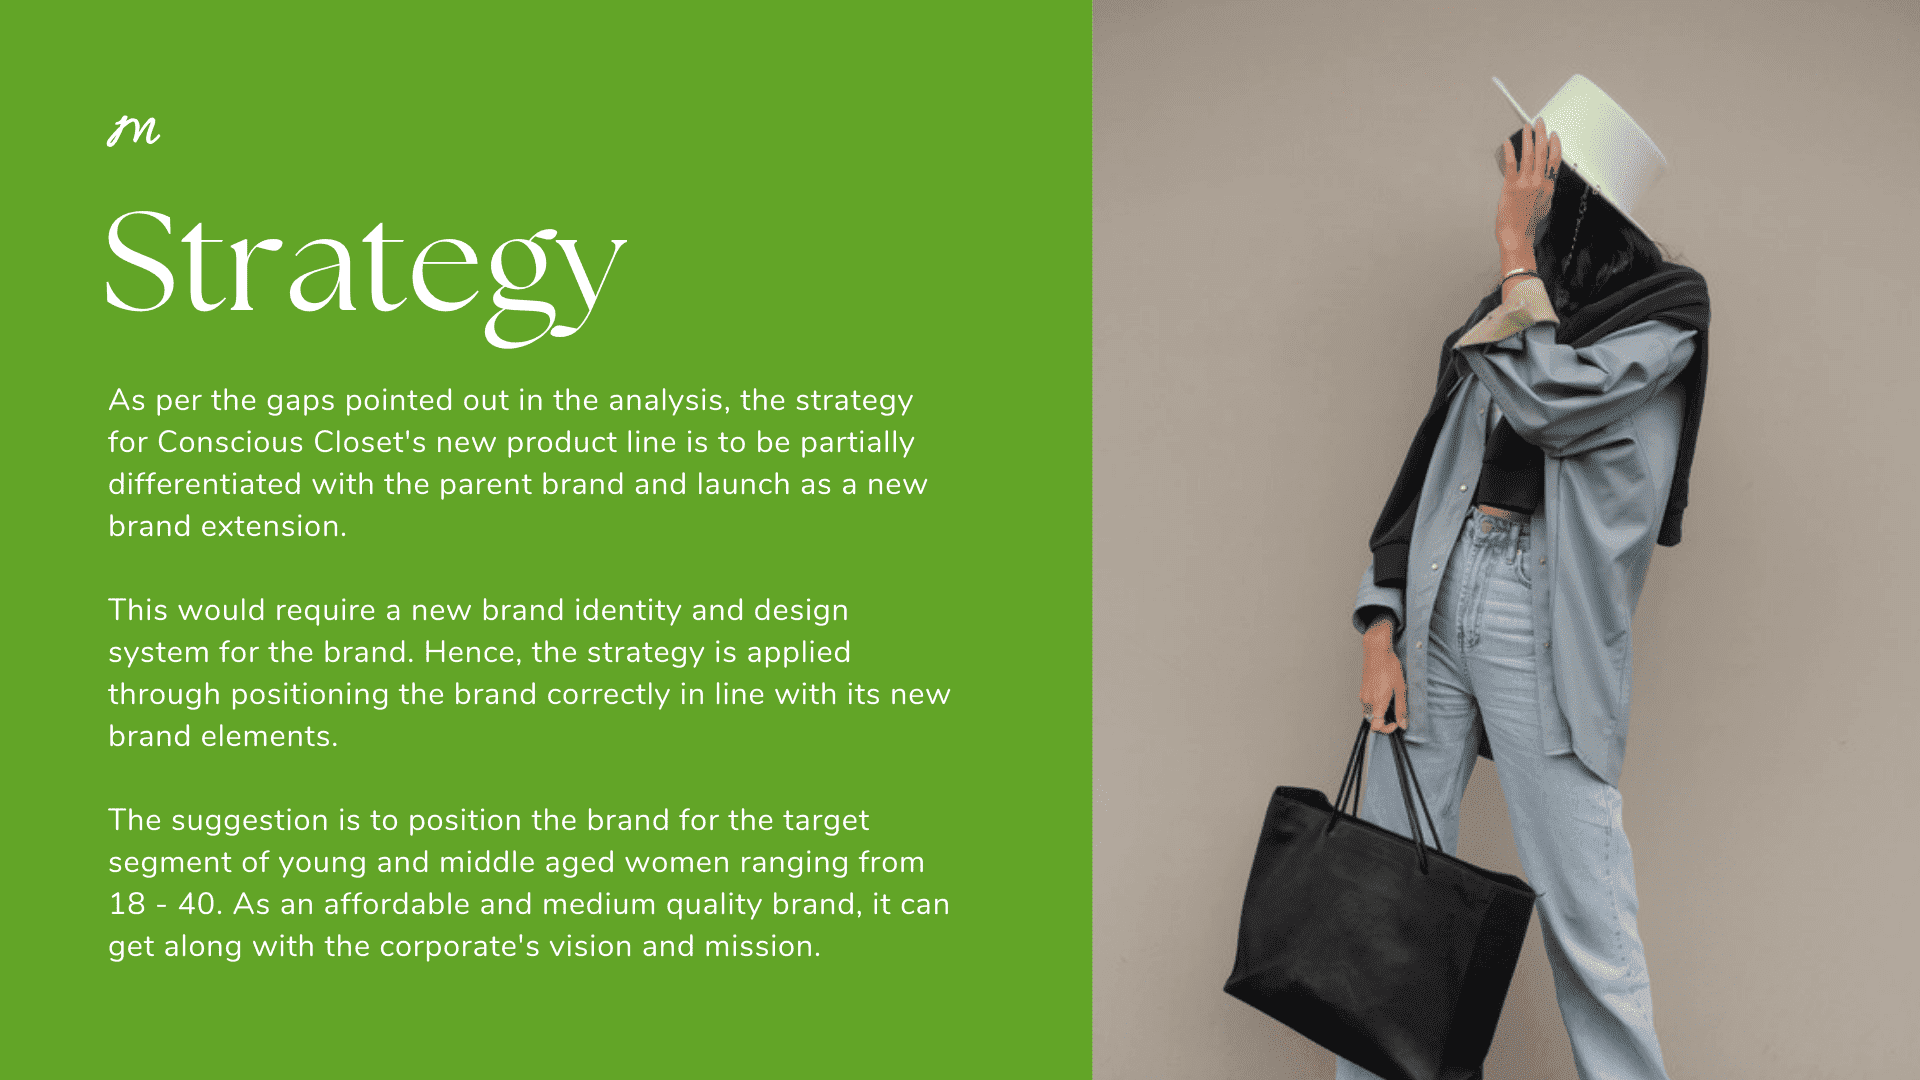 m
Strategy
As per the gaps pointed out in the analysis, the strategy
for Conscious Closet's new product line is to be partially
differentiated with the parent brand and launch as a new
brand extension.
This would require a new brand identity and design
system for the brand. Hence, the strategy is applied
through positioning the brand correctly in line with its new
brand elements.
The suggestion is to position the brand for the target
segment of young and middle aged women ranging from
18 - 40. As an affordable and medium quality brand, it can
get along with the corporate's vision and mission.